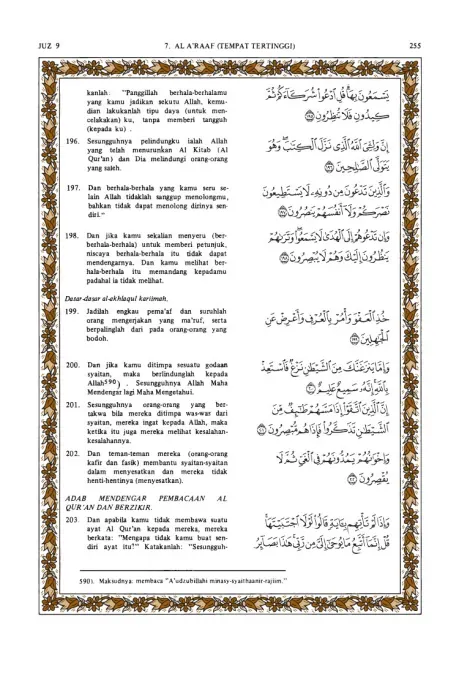 JUZ 9
7. AL A'RAAF (TEMPAT TERTINGGI)
255
kanlah: "Panggillah berhala-berhalamu
yang kamu jadikan sekutu Allah, kemu-
dian lakukanlah tipu daya (untuk men-
celakakan) ku, tanpa memberi tangguh
(kepada ku) .
196. Sesungguhnya pelindungku ialah Allah
yang telah menurunkan Al Kitab (Al
Qur'an) dan Dia melindungi orang-orang
yang saleh.
197. Dan berhala-berhala yang kamu seru se-
lain Allah tidaklah sanggup menolongmu,
bahkan tidak dapat menolong dirinya sen-
diri."
198. Dan jika kamu sekalian menyeru (ber-
berhala-berhala) untuk memberi petunjuk,
niscaya berhala-berhala itu tidak dapat
mendengarnya. Dan kamu melihat ber-
hala-berhala itu memandang kepadamu
padahal ia tidak melihat.
Dasar-dasar al-akhlaqul kariimah.
199. Jadilah engkau pema'af dan suruhlah
orang mengerjakan yang ma'ruf, serta
berpalinglah dari pada orang-orang yang
bodoh.
200. Dan jika kamu ditimpa sesuatu godaan
syaitan, maka berlindunglah kepada
Allah590) . Sesungguhnya Allah Maha
Mendengar lagi Maha Mengetahui.
201. Sesungguhnya orang-orang yang ber-
takwa bila mereka ditimpa was-was dari
syaitan, mereka ingat kepada Allah, maka
ketika itu juga mereka melihat kesalahan-
kesalahannya.
202. Dan teman-teman mereka (orang-orang
kafir dan fasik) membantu syaitan-syaitan
dalam menyesatkan dan mereka tidak
henti-hentinya (menyesatkan).
ADAB MENDENGAR PEMBACAAN AL
QUR'AN DAN BERZIKIR.
203. Dan apabila kamu tidak membawa suatu
ayat Al Qur'an kepada mereka, mereka
berkata: "Mengapa tidak kamu buat sen-
diri ayat itu?" Katakanlah: "Sesungguh-
يَسْمَعُونَ بِهَا قُلِ ادْعُوا شُرَكَاءَكُمْ ثُمَّ
كِيدُونِ فَلَا تُنْظِرُونِ ﴿١٩٥﴾
إِنَّ وَلِيِّيَ اللَّهُ الَّذِي نَزَّلَ الْكِتَابَ وَهُوَ
يَتَوَلَّى الصَّالِحِينَ ﴿١٩٦﴾
وَالَّذِينَ تَدْعُونَ مِنْ دُونِهِ لَا يَسْتَطِيعُونَ
نَصْرَكُمْ وَلَا أَنْفُسَهُمْ يَنْصُرُونَ ﴿١٩٧﴾
وَإِنْ تَدْعُوهُمْ إِلَى الْهُدَى لَا يَسْمَعُوا وَتَرَاهُمْ
يَنْظُرُونَ إِلَيْكَ وَهُمْ لَا يُبْصِرُونَ ﴿١٩٨﴾
خُذِ الْعَفْوَ وَأْمُرْ بِالْعُرْفِ وَأَعْرِضْ عَنِ
الْجَاهِلِينَ ﴿١٩٩﴾
وَإِمَّا يَنْزَغَنَّكَ مِنَ الشَّيْطَانِ نَزْغٌ فَاسْتَعِذْ
بِاللَّهِ إِنَّهُ سَمِيعٌ عَلِيمٌ ﴿٢٠٠﴾
إِنَّ الَّذِينَ اتَّقَوْا إِذَا مَسَّهُمْ طَائِفٌ مِنَ
الشَّيْطَانِ تَذَكَّرُوا فَإِذَا هُمْ مُبْصِرُونَ ﴿٢٠١﴾
وَإِخْوَانُهُمْ يَمُدُّونَهُمْ فِي الْغَيِّ ثُمَّ لَا
يُقْصِرُونَ ﴿٢٠٢﴾
وَإِذَا لَمْ تَأْتِهِمْ بِآيَةٍ قَالُوا لَوْلَا اجْتَبَيْتَهَا
قُلْ إِنَّمَا أَتَّبِعُ مَا يُوحَى إِلَيَّ مِنْ رَبِّي هَذَا بَصَائِرُ
590). Maksudnya: membaca "A'udzubillahi minasy-syaithaanir-rajiim."